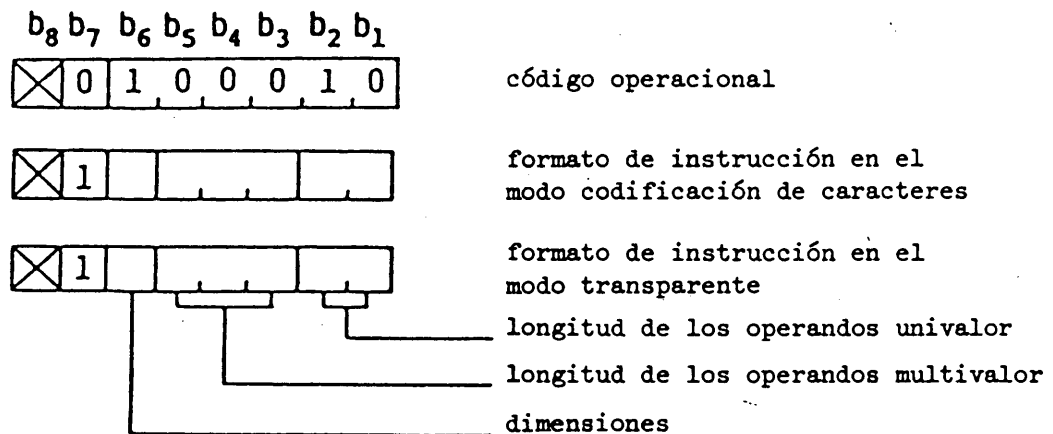 b8 b7 b6 b5 b4 b3 b2 b1
0 1 0 0 0 1 0 código operacional
formato de instrucción en el
1 modo codificación de caracteres
formato de instrucción en el
1 modo transparente
longitud de los operandos univalor
longitud de los operandos multivalor
dimensiones